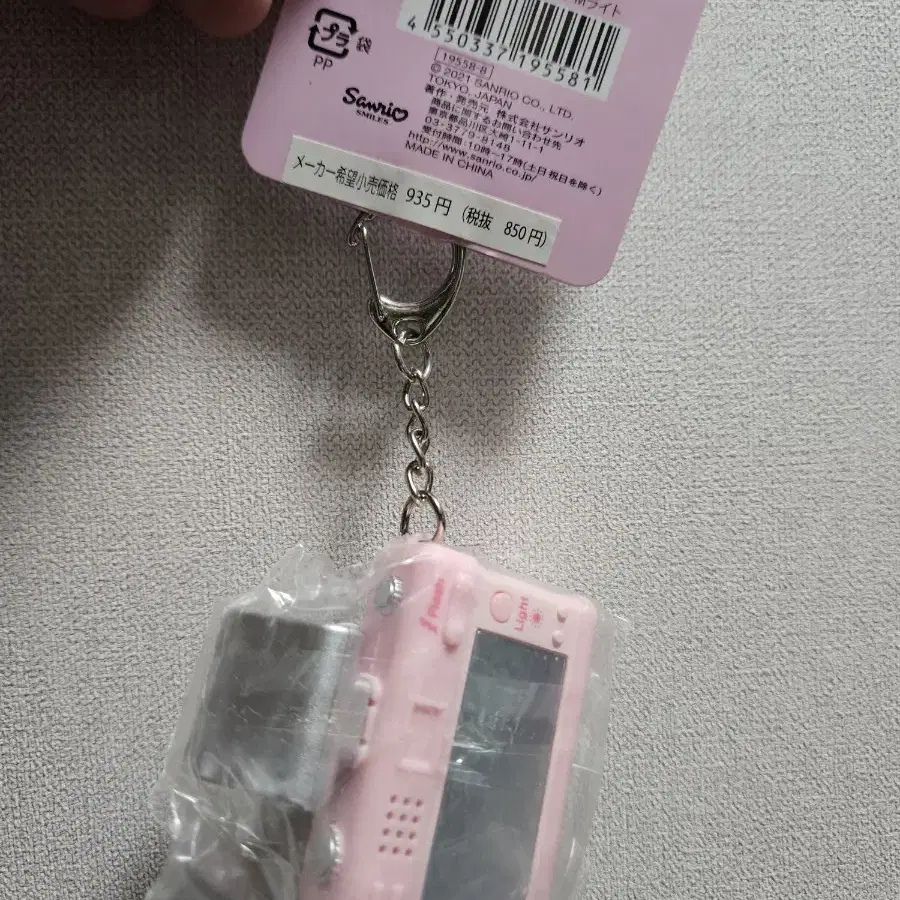 ライト
4 550337 195581
プラ 袋
PP
19558-8
© 2021 SANRIO CO., LTD.
TOKYO, JAPAN
著作・発売元 株式会社サンリオ
商品に関するお問い合わせ先
東京都品川区大崎1-11-1
03-3779-8148
受付時間:10時～17時(土日祝日を除く)
http://www.sanrio.co.jp/
MADE IN CHINA
Sanrio
SMILES
メーカー希望小売価格 935円 (税抜 850円)
Flash
Light